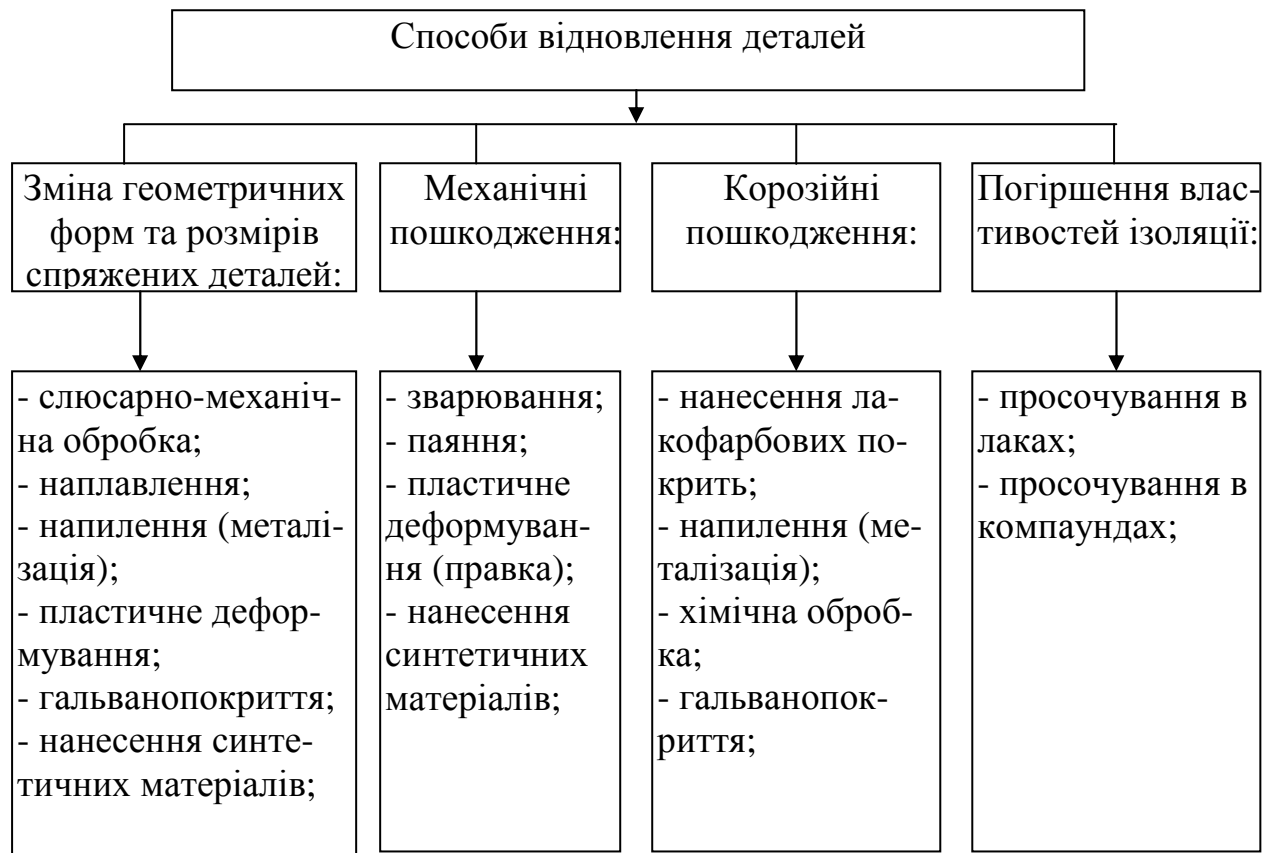 Способи відновлення деталей
Зміна геометричних
форм та розмірів
спряжених деталей:
Механічні
пошкодження:
Корозійні
пошкодження:
Погіршення влас-
тивостей ізоляції:
- слюсарно-механіч-
на обробка;
- наплавлення;
- напилення (металі-
зація);
- пластичне дефор-
мування;
- гальванопокриття;
- нанесення синте-
тичних матеріалів;
- зварювання;
- паяння;
- пластичне
деформуван-
ня (правка);
- нанесення
синтетичних
матеріалів;
- нанесення ла-
кофарбових по-
крить;
- напилення (ме-
талізація);
- хімічна оброб-
ка;
- гальванопок-
риття;
- просочування в
лаках;
- просочування в
компаундах;